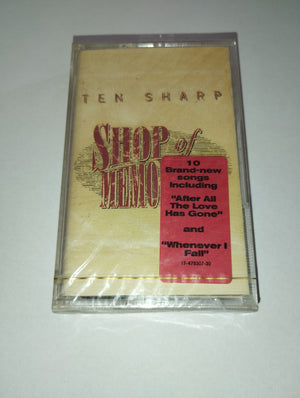 TEN SHARP
SHOP of
MEMO
10
Brand-new
songs
including
"After All
The Love
Has Gone"
and
"Whenever I
Fall"